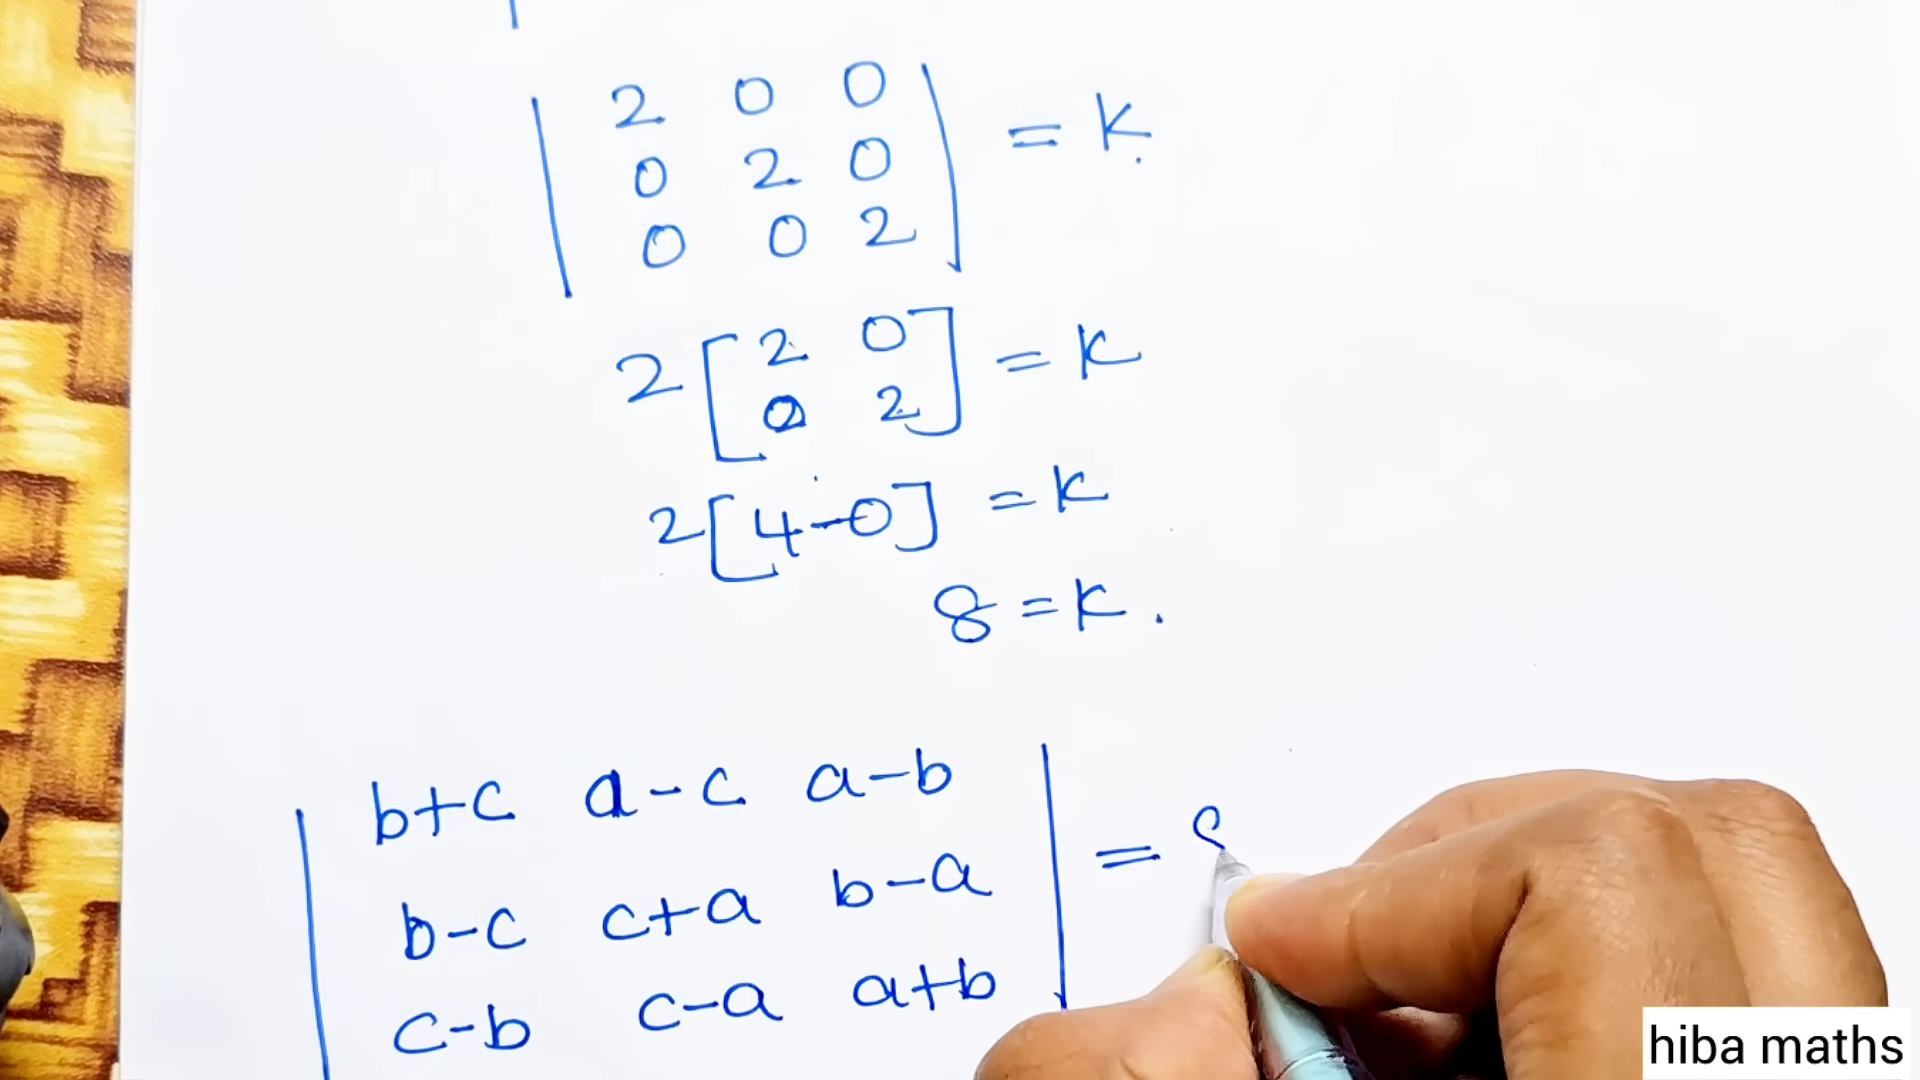 | 2 0 0 | = K.
| 0 2 0 |
| 0 0 2 |
2 [ 2 0 ] = K
[ 0 2 ]
2[4-0] = K
8 = K.
| b+c a-c a-b |
| b-c c+a b-a | = 8
| c-b c-a a+b |
hiba maths